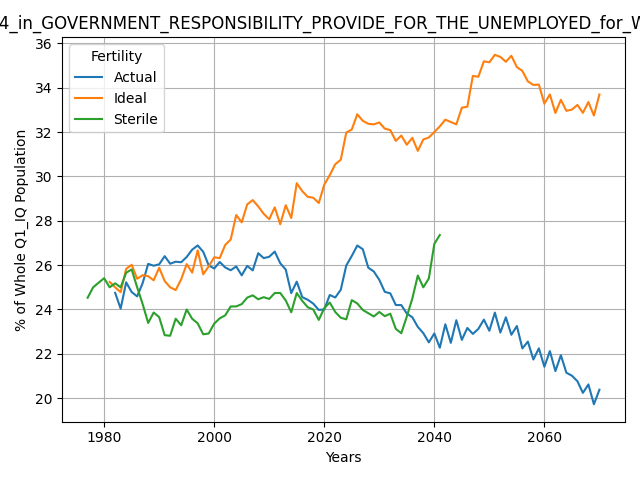 4_in_GOVERNMENT_RESPONSIBILITY_PROVIDE_FOR_THE_UNEMPLOYED_for_W
Fertility
Actual
Ideal
Sterile
% of Whole Q1_IQ Population
36
34
32
30
28
26
24
22
20
1980
2000
2020
2040
2060
Years